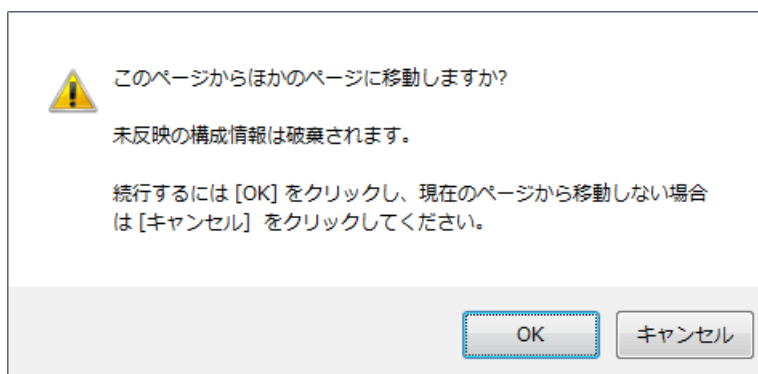 このページからほかのページに移動しますか?
未反映の構成情報は破棄されます。
続行するには [OK] をクリックし、現在のページから移動しない場合
は [キャンセル] をクリックしてください。
OK
キャンセル